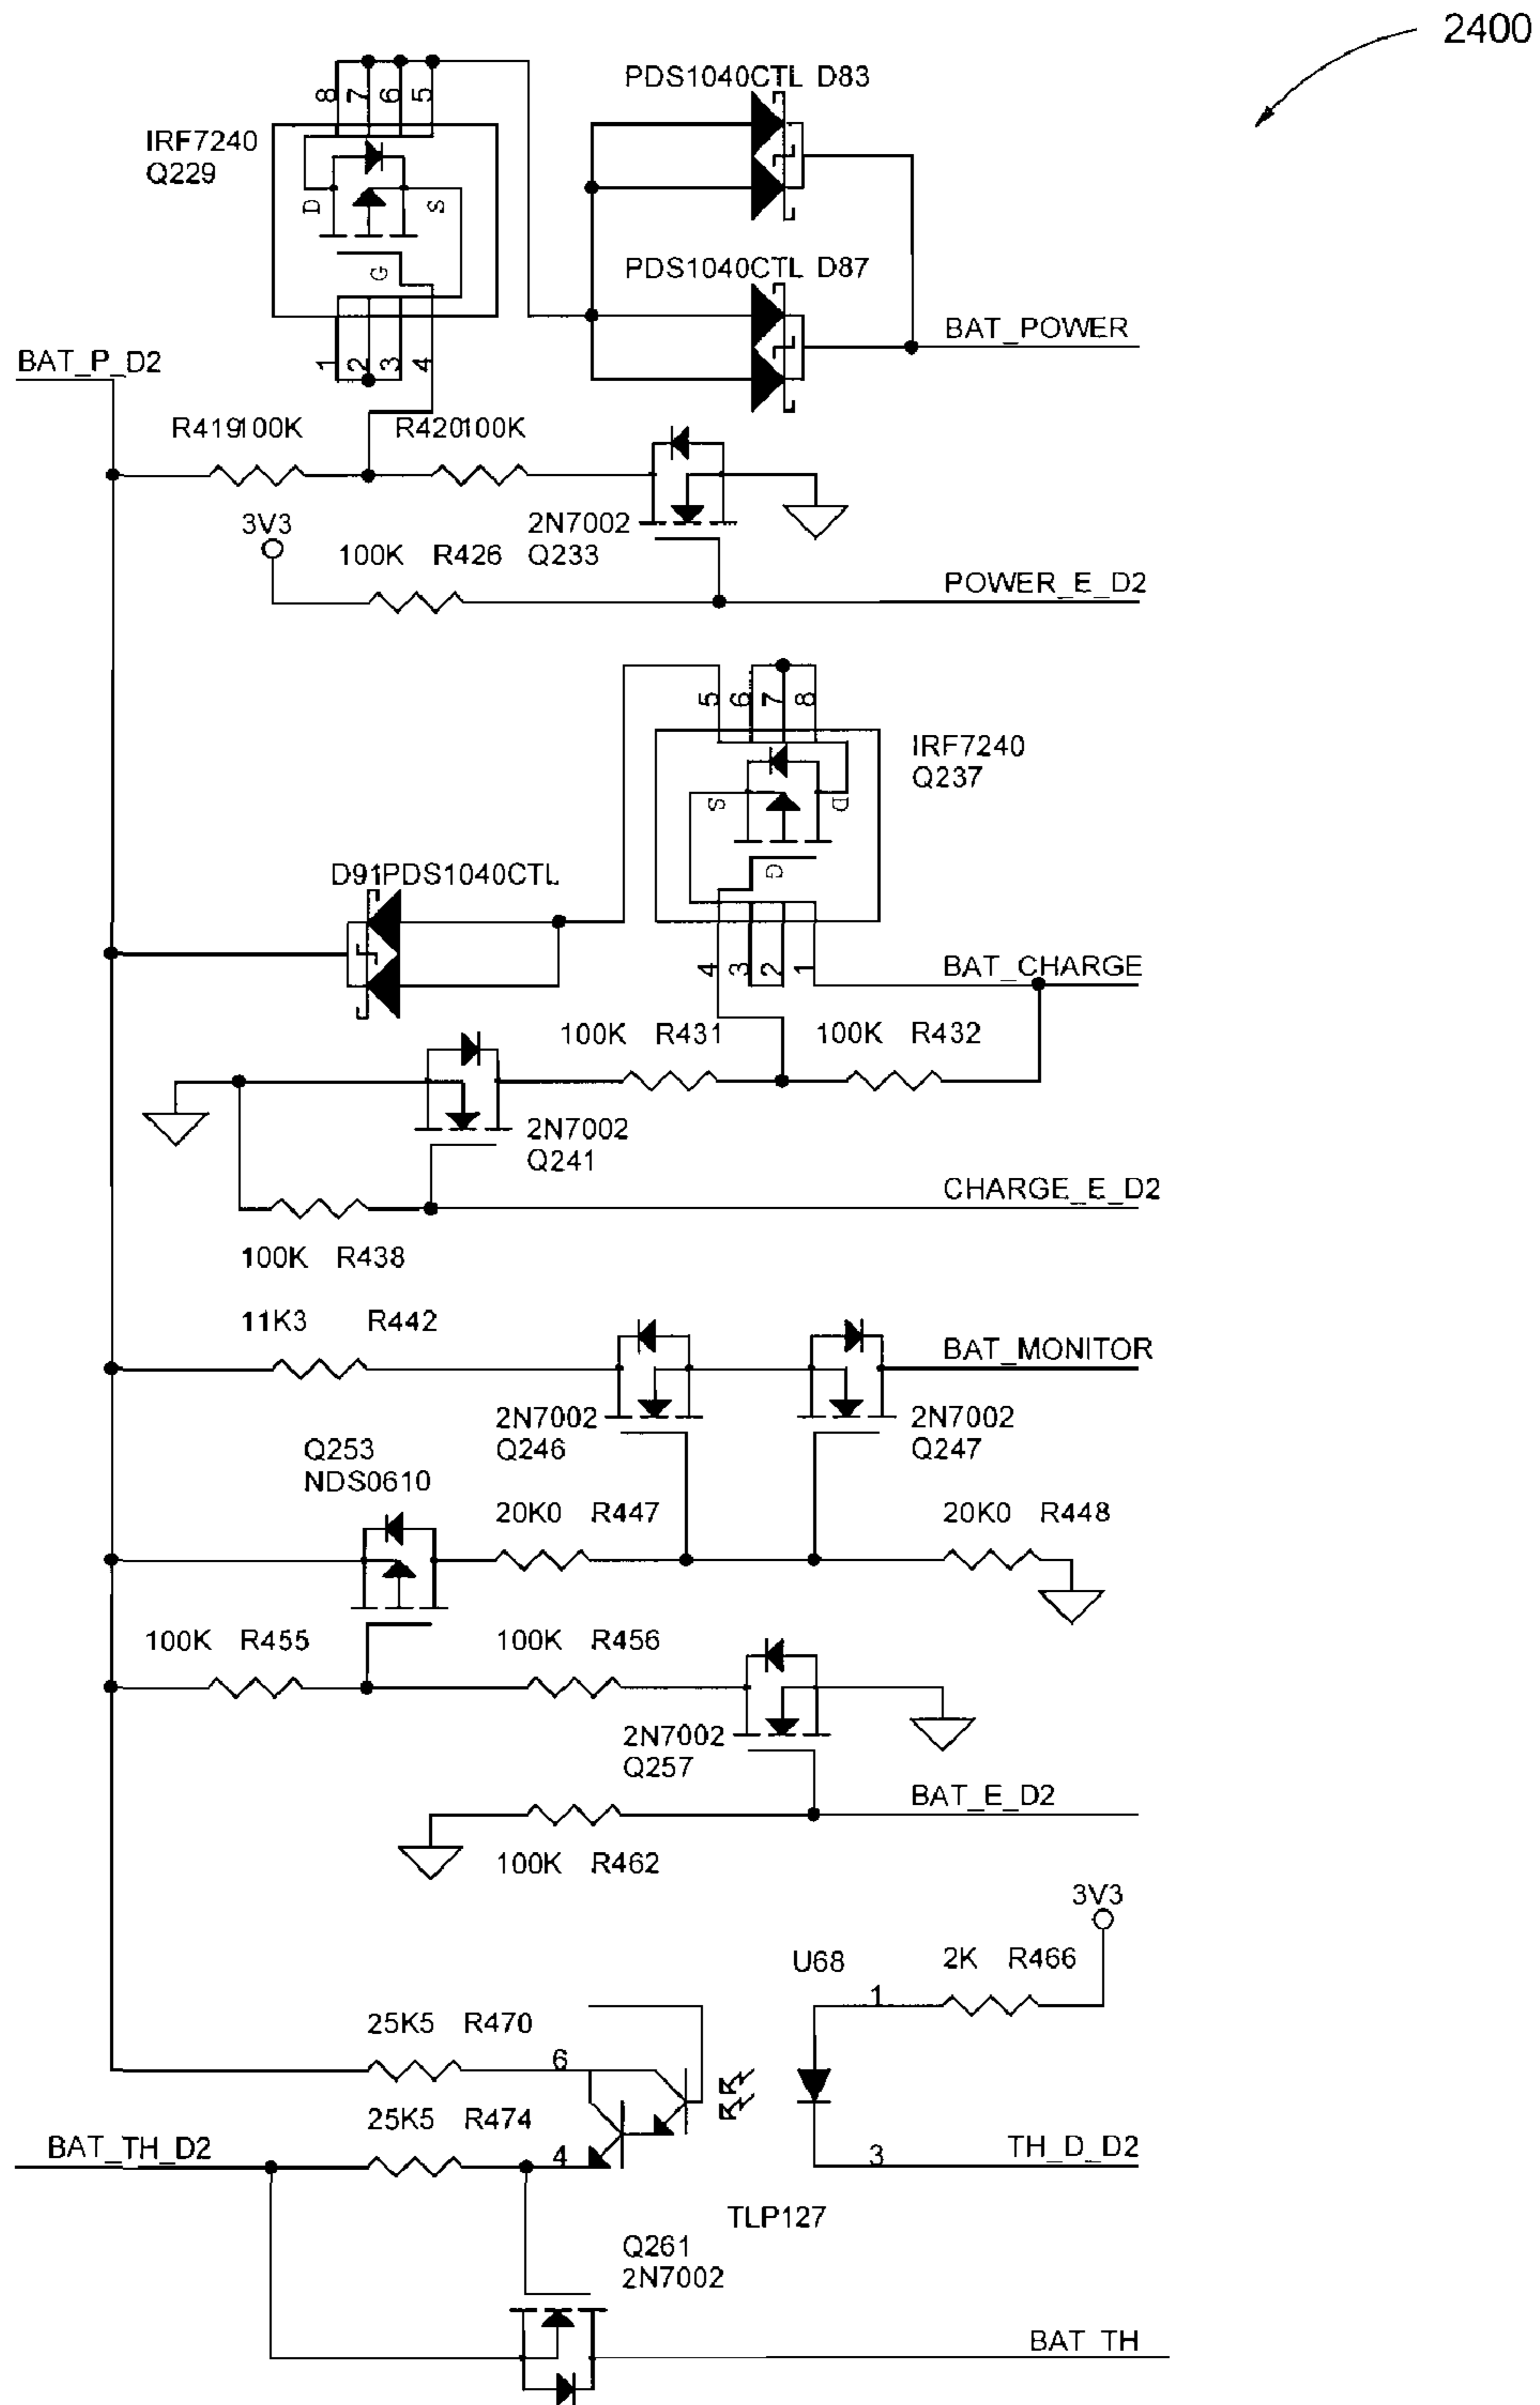 2400
PDS1040CTL D83
8 7 6 5
IRF7240
Q229
D S
G
PDS1040CTL D87
BAT_POWER
1 2 3 4
BAT_P_D2
R419100K R420100K
3V3
2N7002
Q233
100K R426
POWER_E_D2
5 6 7 8
IRF7240
Q237
S D
G
D91PDS1040CTL
4 3 2 1
BAT_CHARGE
100K R431 100K R432
2N7002
Q241
CHARGE_E_D2
100K R438
11K3 R442
BAT_MONITOR
2N7002
Q246
2N7002
Q247
Q253
NDS0610
20K0 R447 20K0 R448
100K R455 100K R456
2N7002
Q257
BAT_E_D2
100K R462
3V3
U68 2K R466
1
25K5 R470 6
25K5 R474
BAT_TH_D2 4 3 TH_D_D2
TLP127
Q261
2N7002
BAT_TH